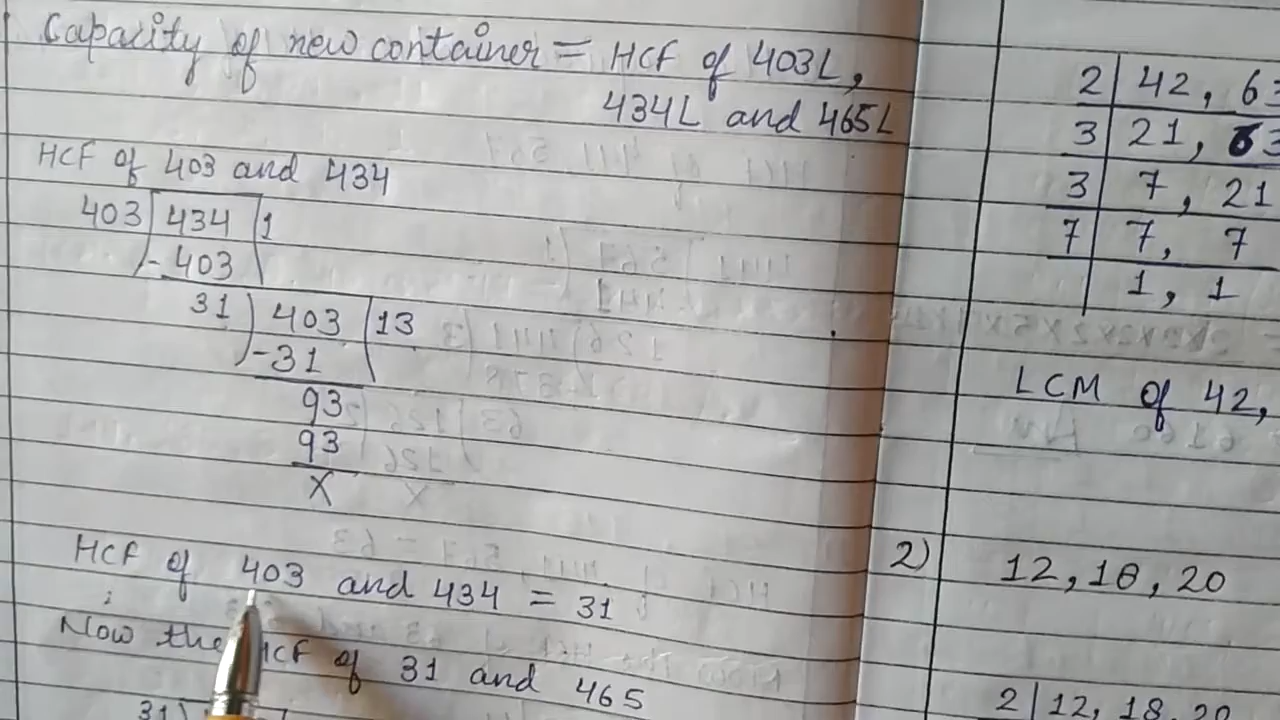 Capacity of new container = HCF of 403L,
434L and 465L
HCF of 403 and 434
403 434 1
- 403
31 403 13
-31
93
93
X
HCF of 403 and 434 = 31
Now the HCF of 31 and 465
31
2 42, 63
3 21, 63
3 7, 21
7 7, 7
1, 1
LCM of 42,
2) 12, 18, 20
2 12, 18, 20